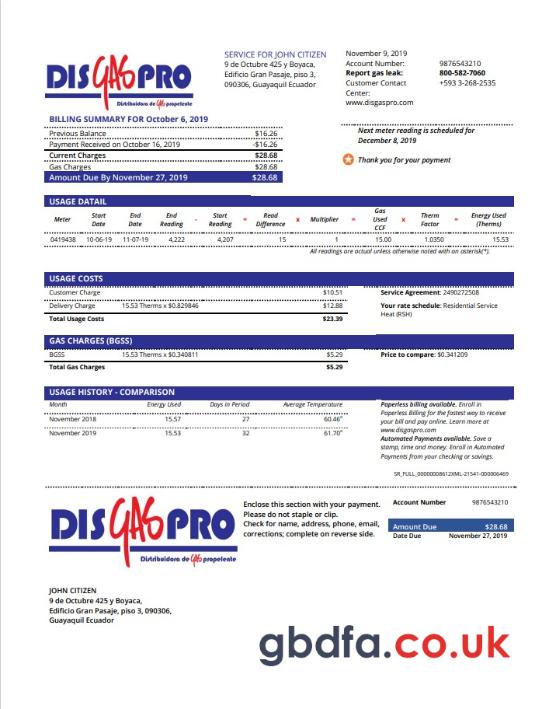 DISGASPRO
Distribuidora de Gas propelente
SERVICE FOR JOHN CITIZEN
9 de Octubre 425 y Boyaca,
Edificio Gran Pasaje, piso 3,
090306, Guayaquil Ecuador
November 9, 2019
Account Number: 9876543210
Report gas leak: 800-582-7060
Customer Contact +593 3-268-2535
Center:
www.disgaspro.com
BILLING SUMMARY FOR October 6, 2019
Previous Balance $16.26
Payment Received on October 16, 2019 -$16.26
Current Charges $28.68
Gas Charges $28.68
Amount Due By November 27, 2019 $28.68
Next meter reading is scheduled for
December 8, 2019
Thank you for your payment
USAGE DATAIL
Meter Start Date End Date End Reading - Start Reading = Read Difference x Multiplier = Gas Used CCF x Therm Factor = Energy Used (Therms)
0419438 10-06-19 11-07-19 4,222 4,207 15 1 15.00 1.0350 15.53
All readings are actual unless otherwise noted with on asterisk(*).
USAGE COSTS
Customer Charge $10.51
Delivery Charge 15.53 Therms x $0.829846 $12.88
Total Usage Costs $23.39
Service Agreement: 2490272508
Your rate schedule: Residential Service
Heat (RSH)
GAS CHARGES (BGSS)
BGSS 15.53 Therms x $0.340811 $5.29
Total Gas Charges $5.29
Price to compare: $0.341209
USAGE HISTORY - COMPARISON
Month Energy Used Days In Period Average Temperature
November 2018 15.57 27 60.46°
November 2019 15.53 32 61.70°
Paperless billing available. Enroll in
Paperless Billing for the fastest way to receive
your bill and pay online. Learn more at
www.disgaspro.com
Automated Payments available. Save a
stamp, time and money. Enroll in Automated
Payments from your checking or savings.
SR_FULL_00000008612XML-21541-000006469
DISGASPRO
Distribuidora de Gas propelente
Enclose this section with your payment.
Please do not staple or clip.
Check for name, address, phone, email,
corrections; complete on reverse side.
Account Number 9876543210
Amount Due $28.68
Date Due November 27, 2019
JOHN CITIZEN
9 de Octubre 425 y Boyaca,
Edificio Gran Pasaje, piso 3, 090306,
Guayaquil Ecuador
gbdfa.co.uk